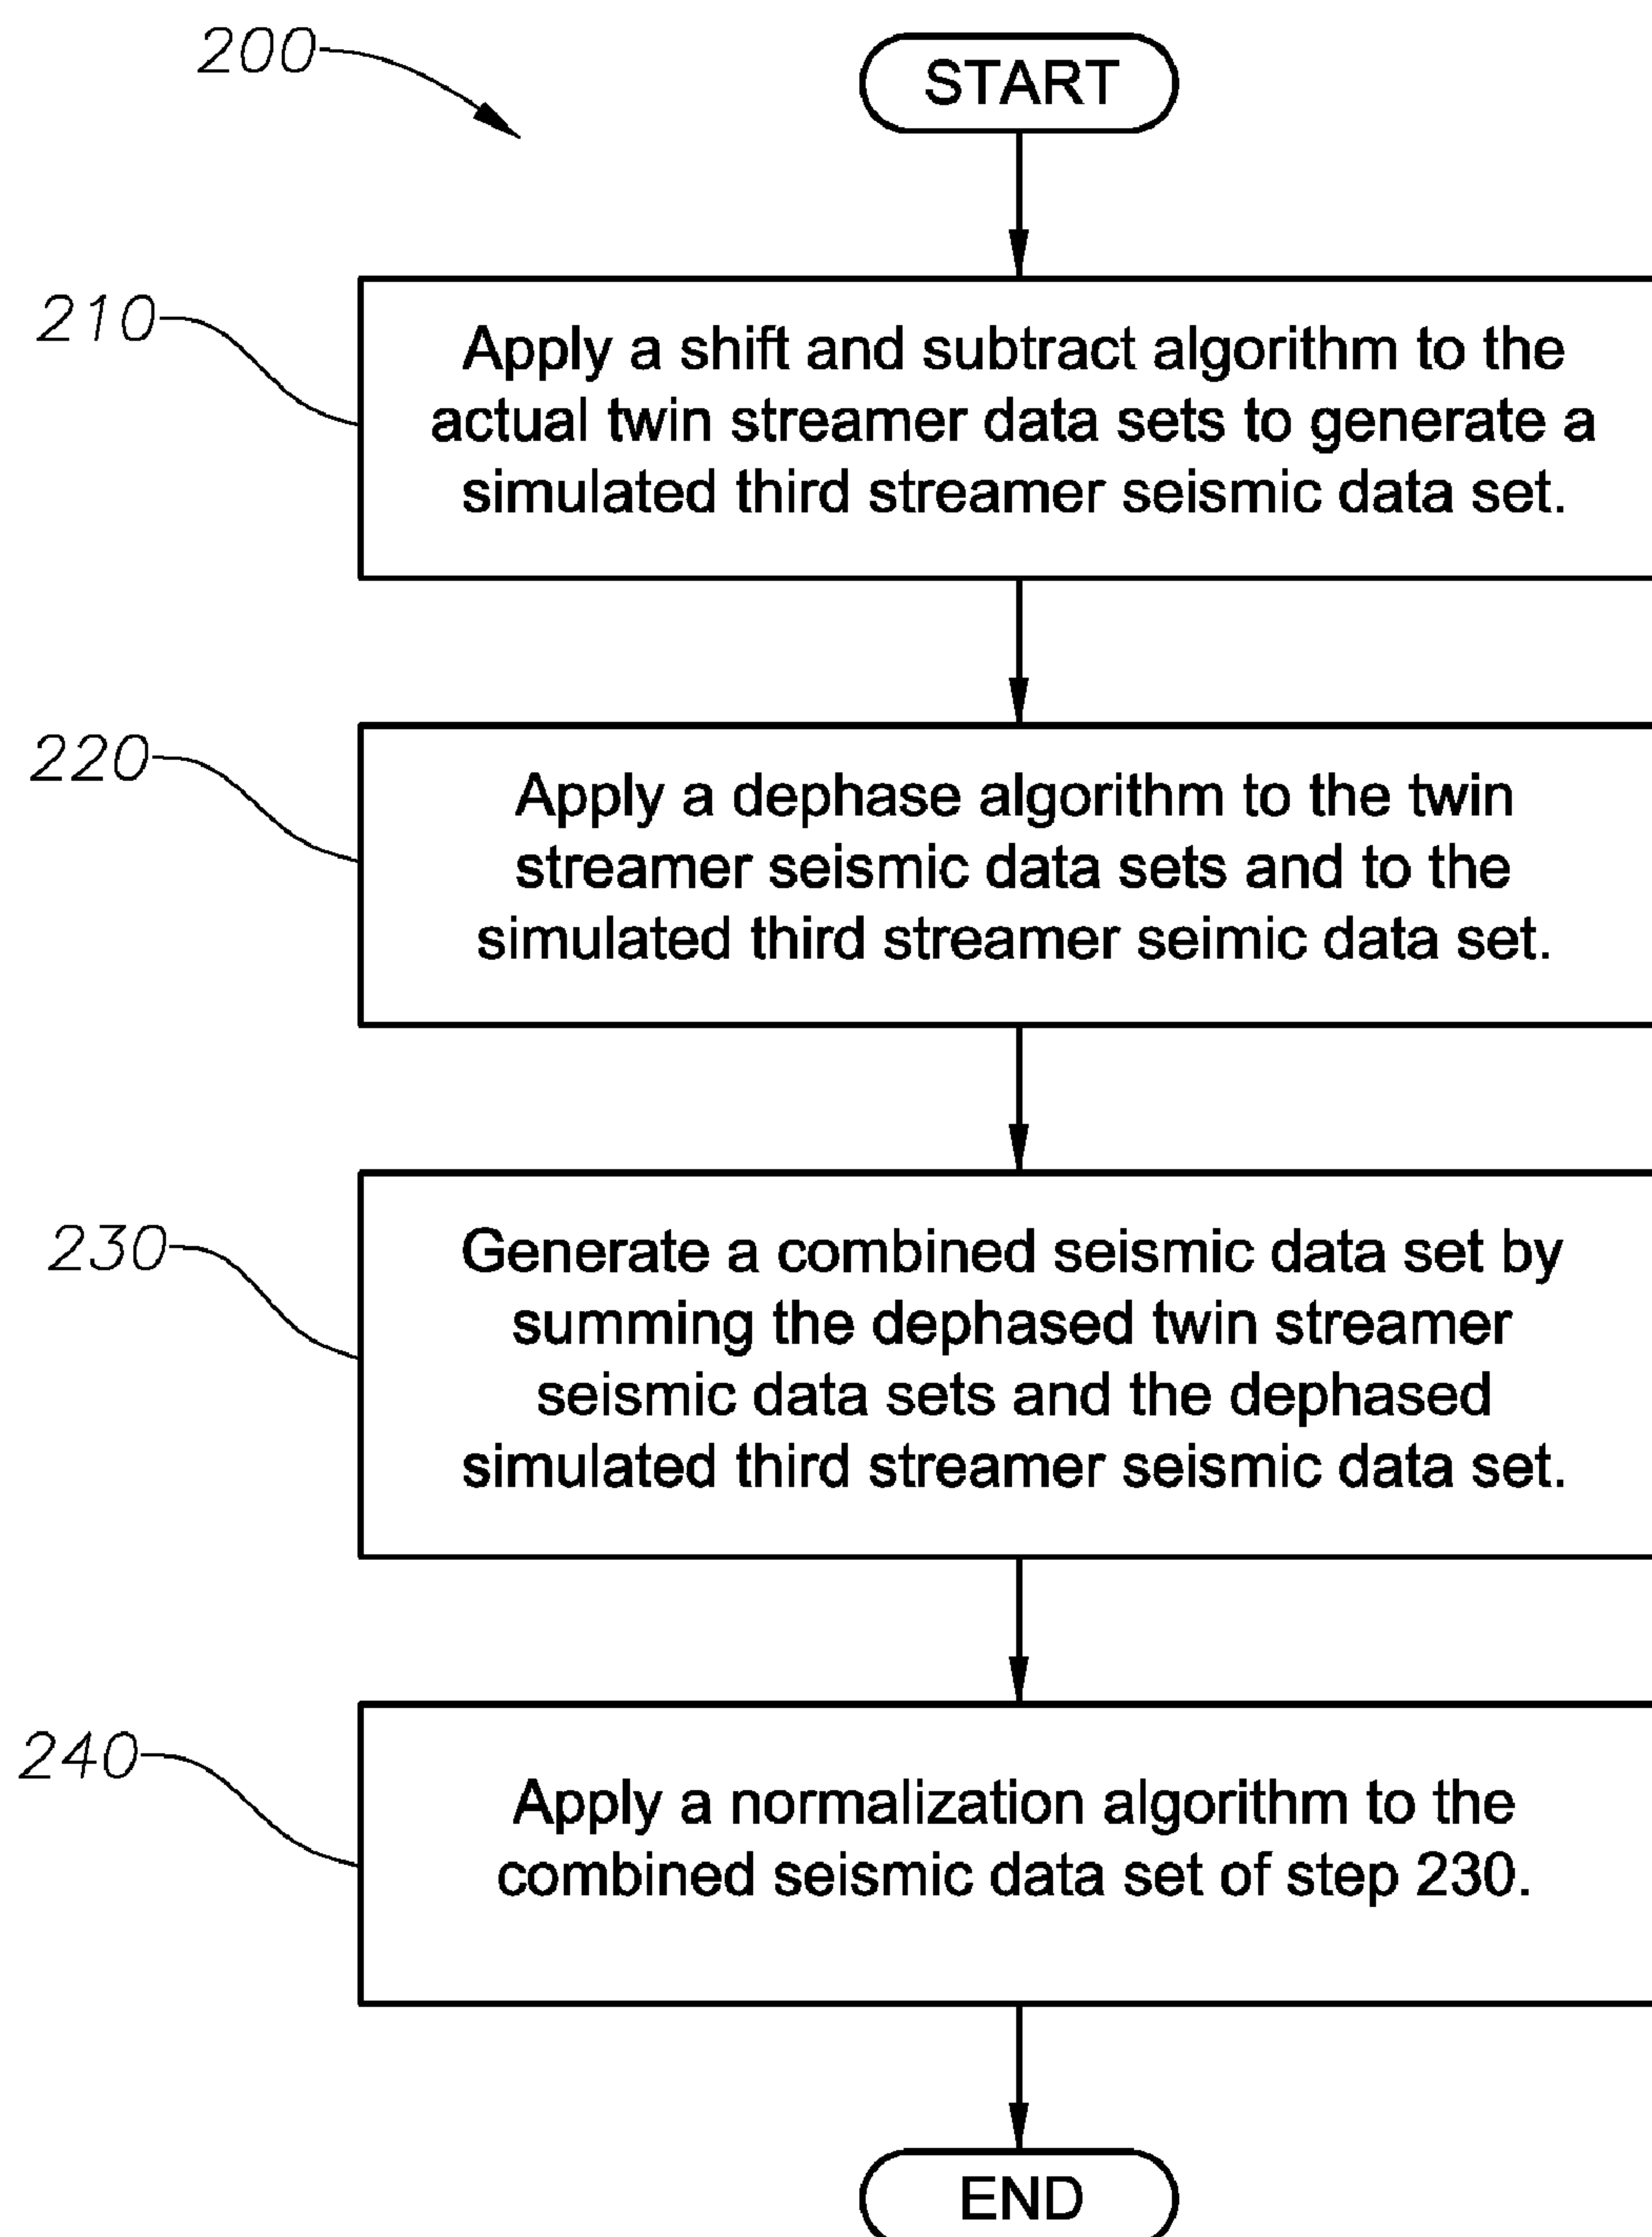 200
START
210
Apply a shift and subtract algorithm to the
actual twin streamer data sets to generate a
simulated third streamer seismic data set.
220
Apply a dephase algorithm to the twin
streamer seismic data sets and to the
simulated third streamer seimic data set.
230
Generate a combined seismic data set by
summing the dephased twin streamer
seismic data sets and the dephased
simulated third streamer seismic data set.
240
Apply a normalization algorithm to the
combined seismic data set of step 230.
END